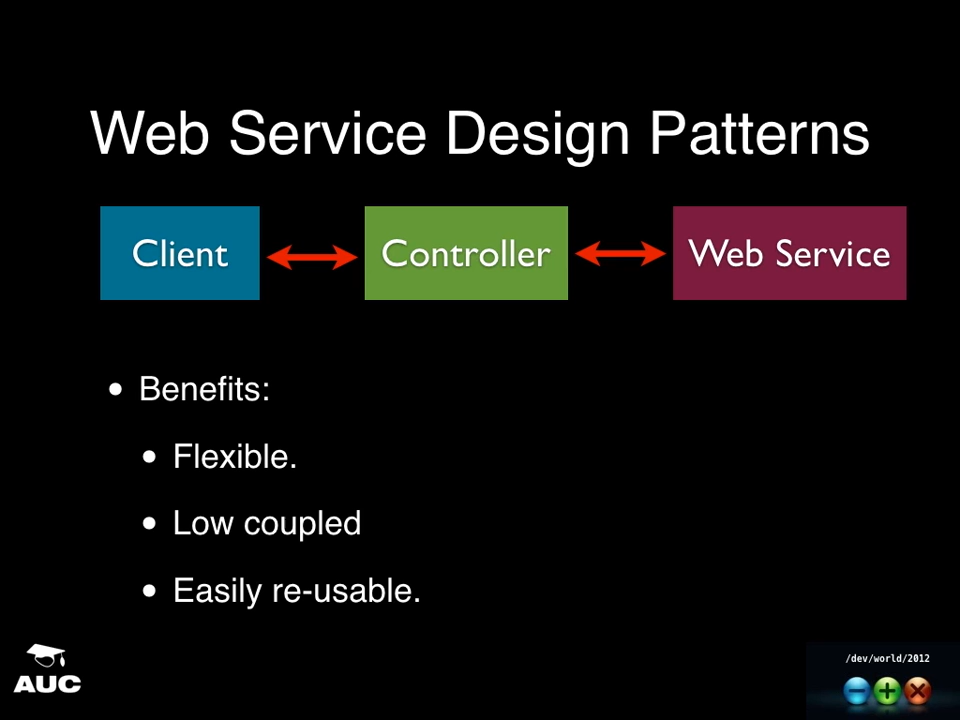 Web Service Design Patterns
Client
Controller
Web Service
• Benefits:
• Flexible.
• Low coupled
• Easily re-usable.
AUC
/dev/world/2012